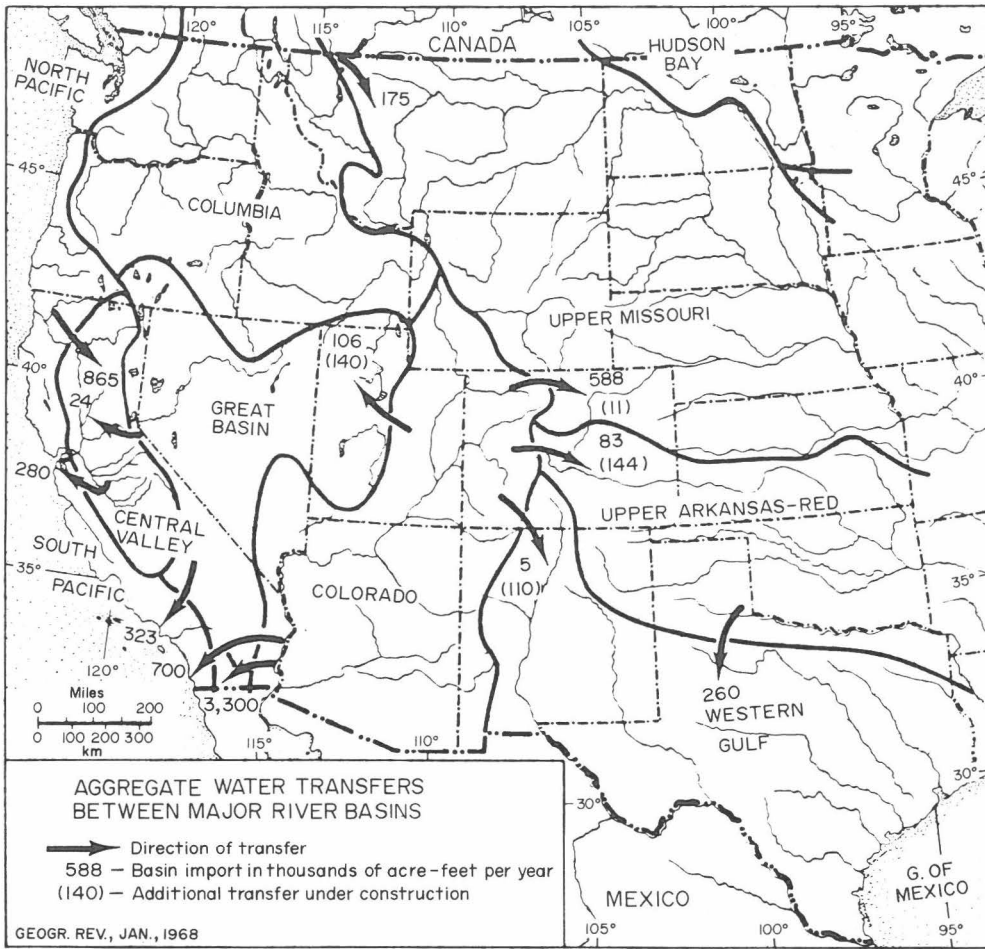 120°
115°
110°
105°
100°
95°
CANADA
HUDSON
BAY
NORTH
PACIFIC
175
45°
45°
COLUMBIA
UPPER MISSOURI
106
(140)
40°
865
24
GREAT
BASIN
588
(11)
40°
83
(144)
280
CENTRAL
VALLEY
UPPER ARKANSAS-RED
SOUTH
PACIFIC
35°
COLORADO
5
(110)
35°
323
120°
700
3,300
260
WESTERN
GULF
Miles
0 100 200
0 100 200 300
km
115°
110°
30°
30°
AGGREGATE WATER TRANSFERS
BETWEEN MAJOR RIVER BASINS
Direction of transfer
588 – Basin import in thousands of acre-feet per year
(140) – Additional transfer under construction
GEOGR. REV., JAN., 1968
MEXICO
G. OF
MEXICO
105°
100°
95°